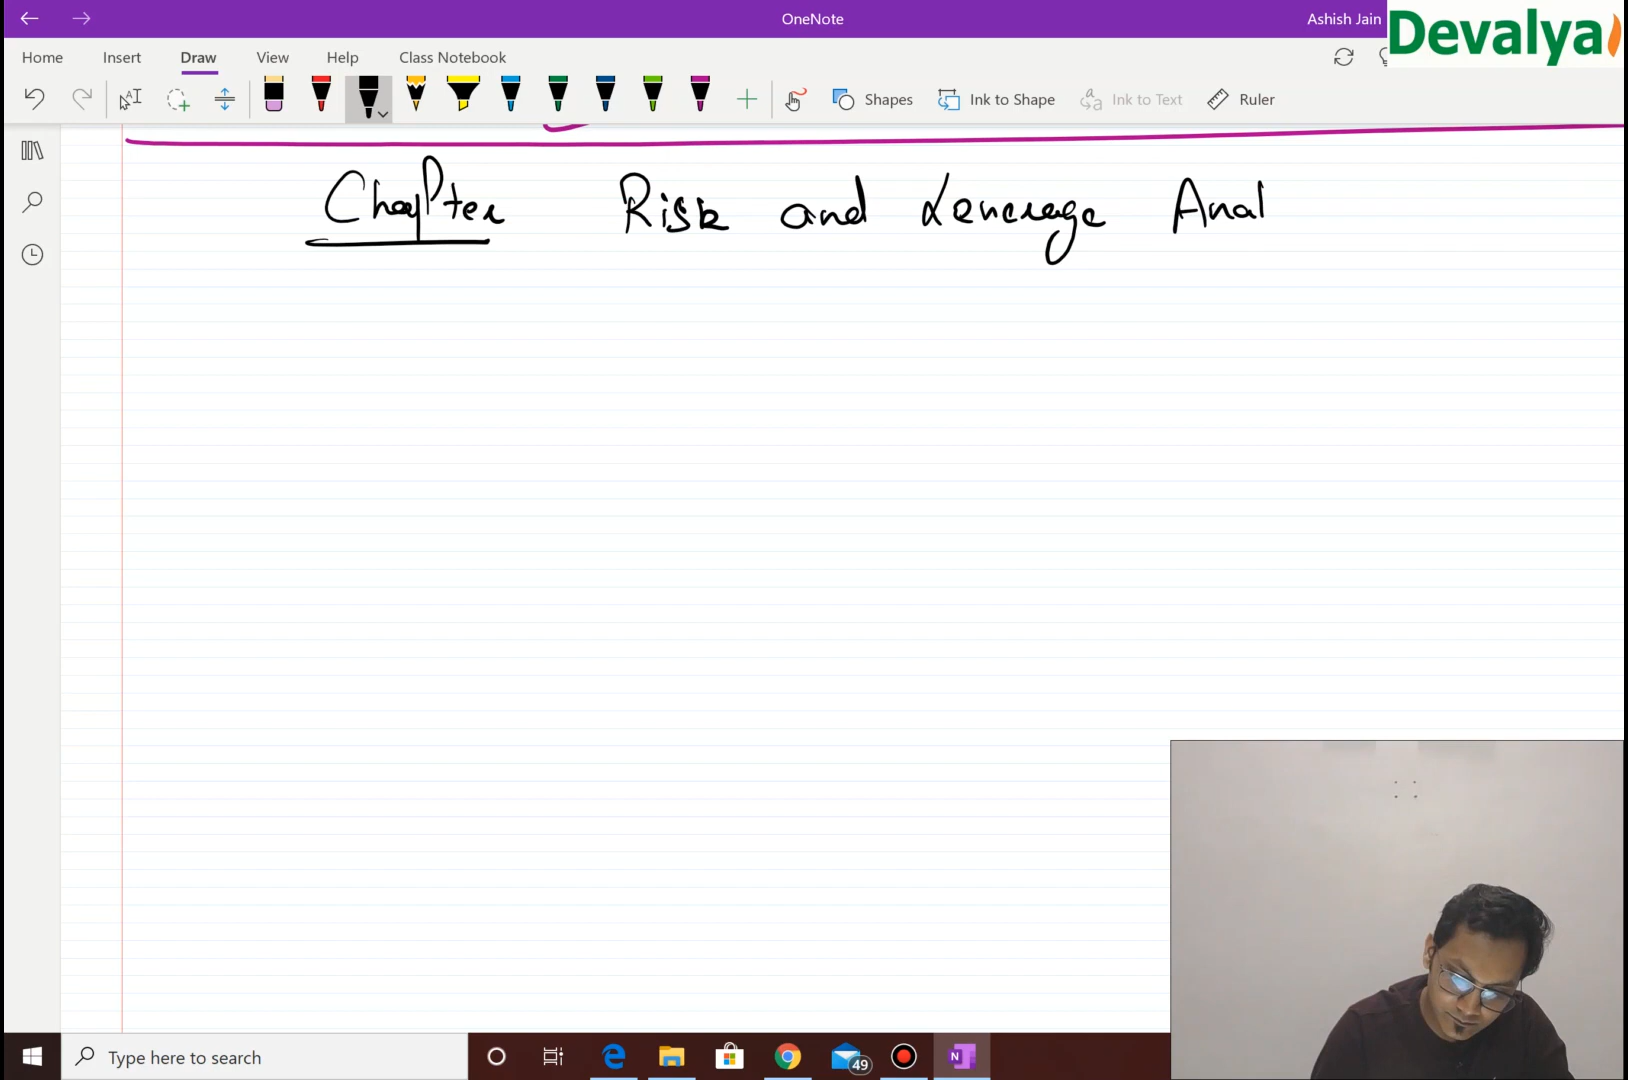 OneNote
Ashish Jain
Devalya
Home Insert Draw View Help Class Notebook
Shapes Ink to Shape Ink to Text Ruler
Chapter Risk and Leverage Anal
Type here to search
49
N